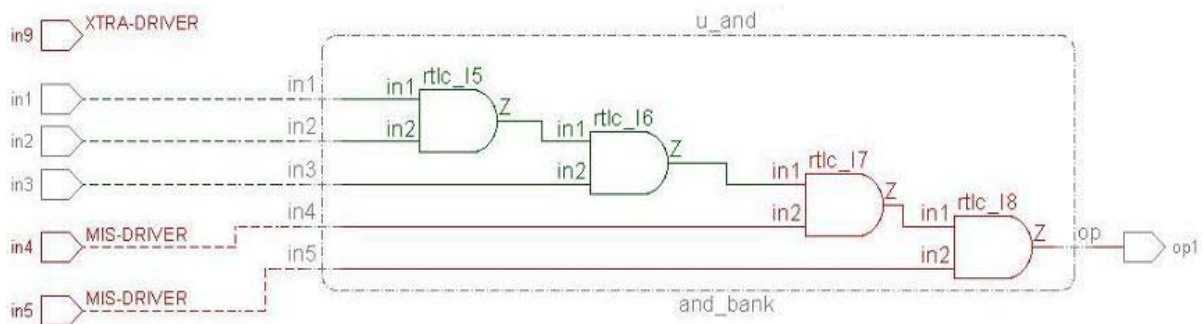 u_and
in9 XTRA-DRIVER
in1 in1 in1 rtlc_I5
in2 in2 in2 Z in1 rtlc_I6
in3 in3 in2 Z in1 rtlc_I7
in4 MIS-DRIVER in4 in2 Z in1 rtlc_I8
in5 MIS-DRIVER in5 in2 Z op op1
and_bank